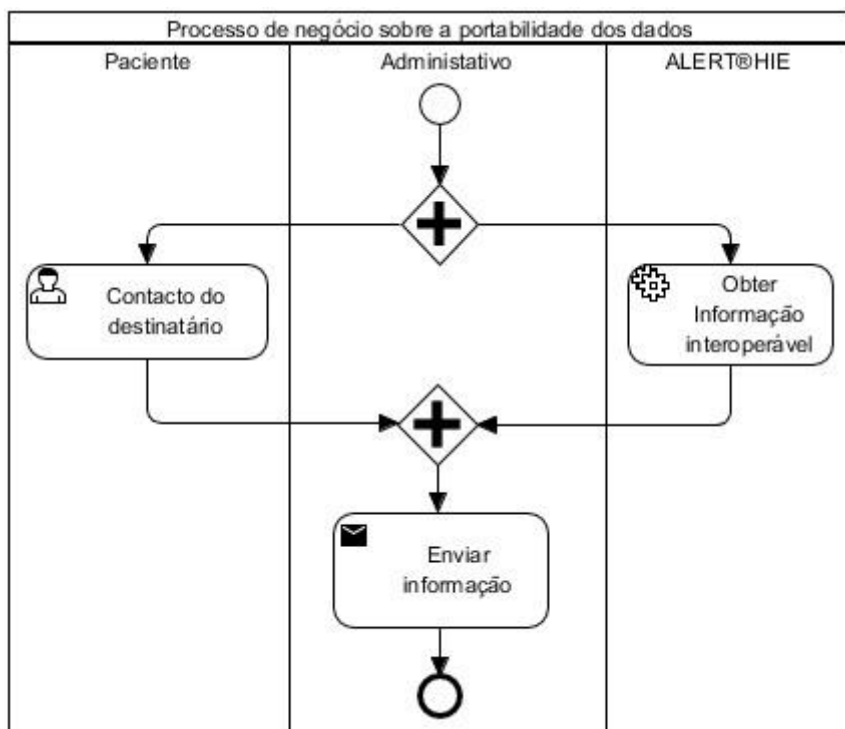 Processo de negócio sobre a portabilidade dos dados
Paciente
Administativo
ALERT®HIE
Contacto do
destinatário
Obter
Informação
interoperável
Enviar
informação